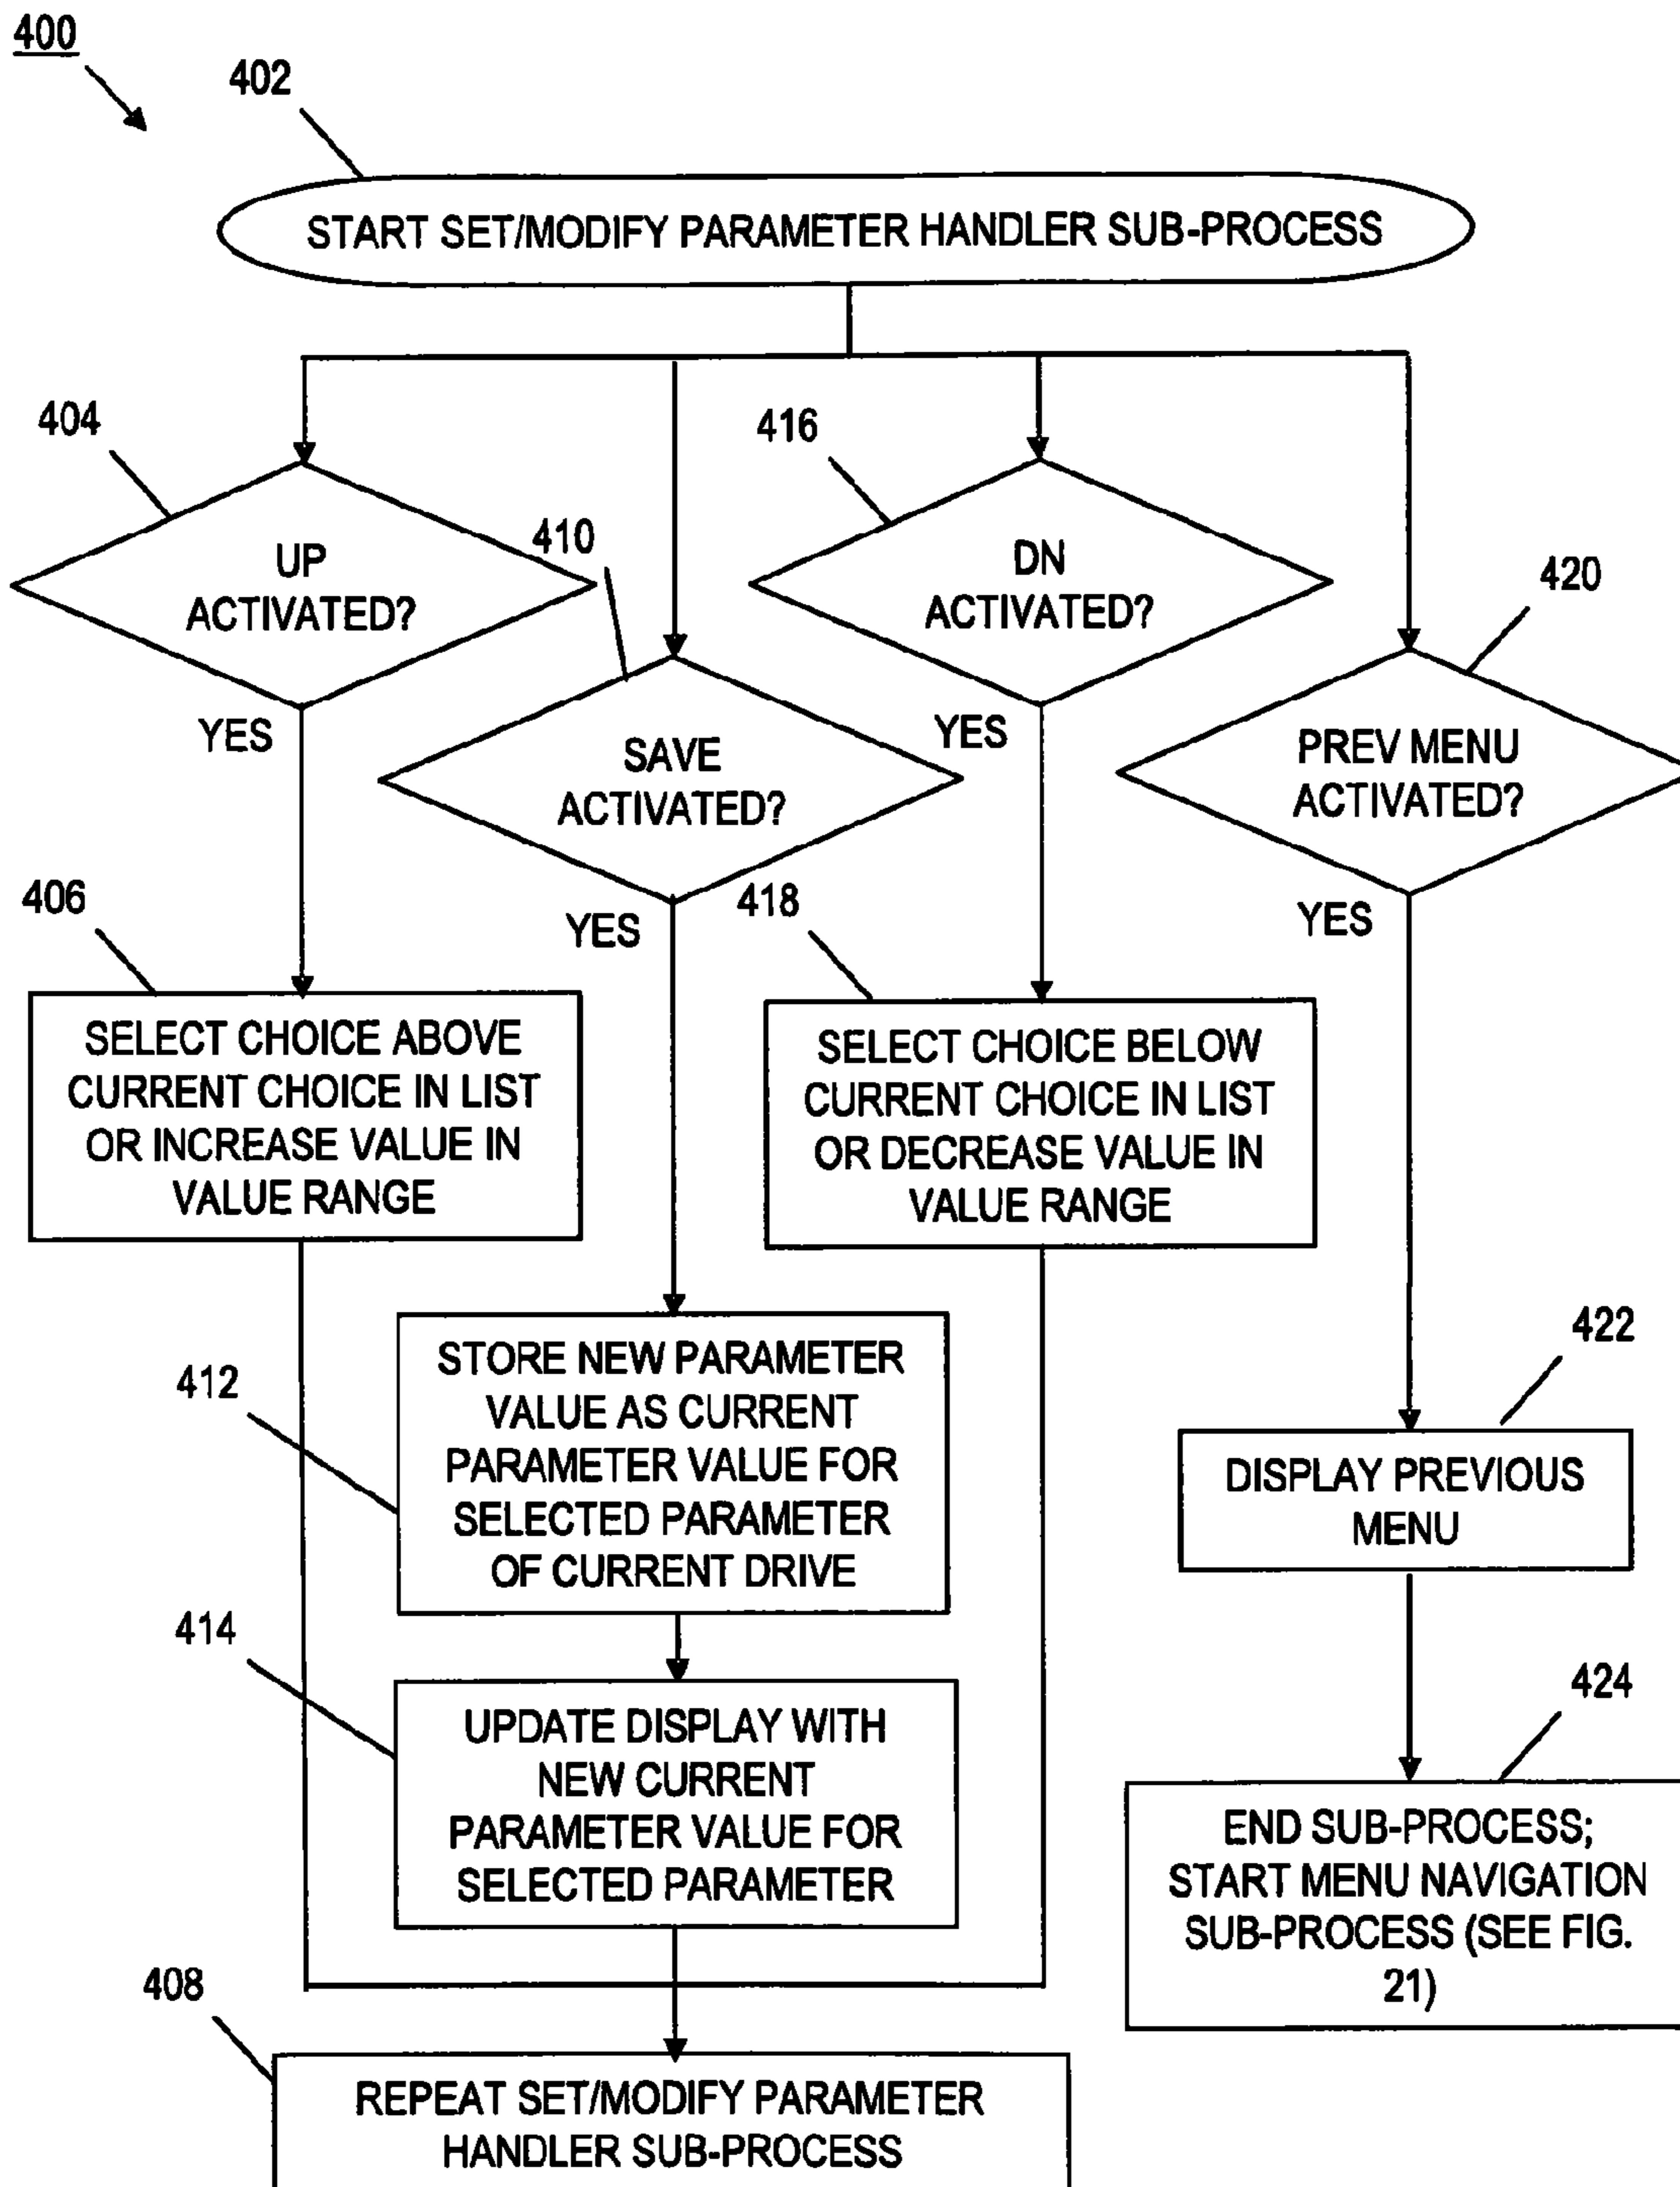 400
402
START SET/MODIFY PARAMETER HANDLER SUB-PROCESS
404
UP
ACTIVATED?
YES
410
SAVE
ACTIVATED?
YES
416
DN
ACTIVATED?
YES
420
PREV MENU
ACTIVATED?
YES
406
SELECT CHOICE ABOVE
CURRENT CHOICE IN LIST
OR INCREASE VALUE IN
VALUE RANGE
418
SELECT CHOICE BELOW
CURRENT CHOICE IN LIST
OR DECREASE VALUE IN
VALUE RANGE
412
STORE NEW PARAMETER
VALUE AS CURRENT
PARAMETER VALUE FOR
SELECTED PARAMETER
OF CURRENT DRIVE
422
DISPLAY PREVIOUS
MENU
414
UPDATE DISPLAY WITH
NEW CURRENT
PARAMETER VALUE FOR
SELECTED PARAMETER
424
END SUB-PROCESS;
START MENU NAVIGATION
SUB-PROCESS (SEE FIG.
21)
408
REPEAT SET/MODIFY PARAMETER
HANDLER SUB-PROCESS